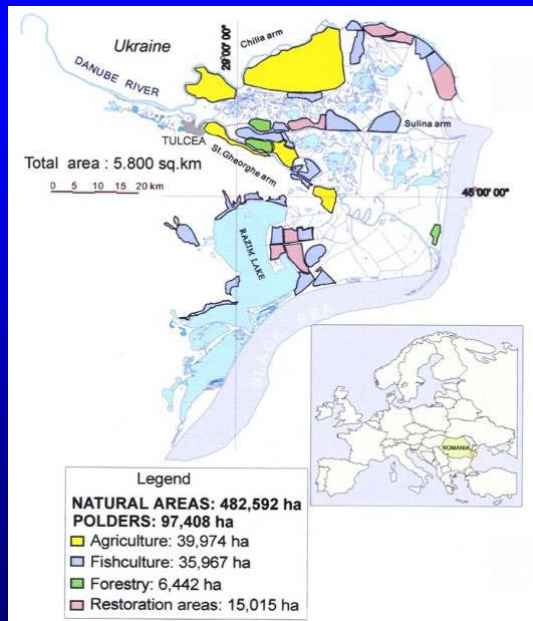 Ukraine
Chilia arm
29°00' 00"
DANUBE RIVER
TULCEA
Sulina arm
St.Gheorghe arm
Total area : 5.800 sq.km
0 5 10 15 20 km
45°00' 00"
RAZIM LAKE
BLACK SEA
ROMANIA
Legend
NATURAL AREAS: 482,592 ha
POLDERS: 97,408 ha
Agriculture: 39,974 ha
Fishculture: 35,967 ha
Forestry: 6,442 ha
Restoration areas: 15,015 ha